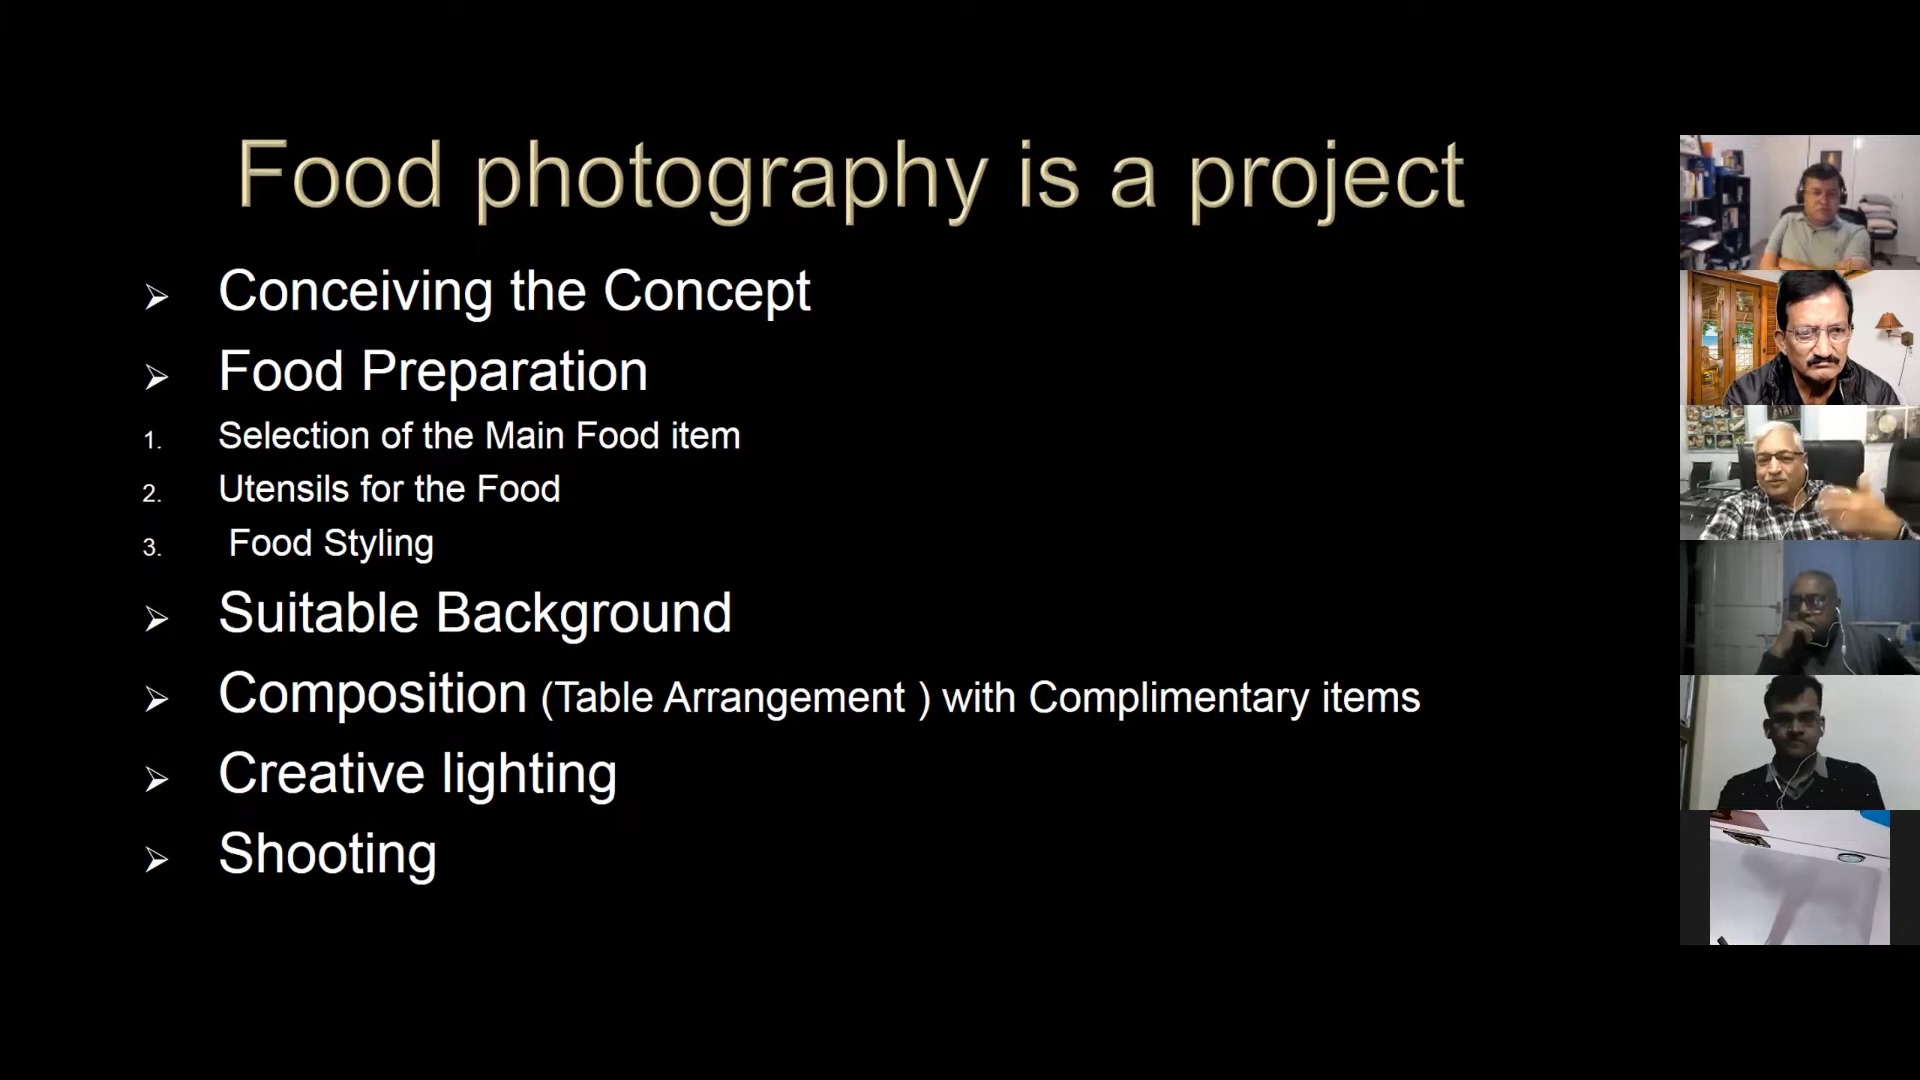 Food photography is a project
➢ Conceiving the Concept
➢ Food Preparation
1. Selection of the Main Food item
2. Utensils for the Food
3. Food Styling
➢ Suitable Background
➢ Composition (Table Arrangement ) with Complimentary items
➢ Creative lighting
➢ Shooting